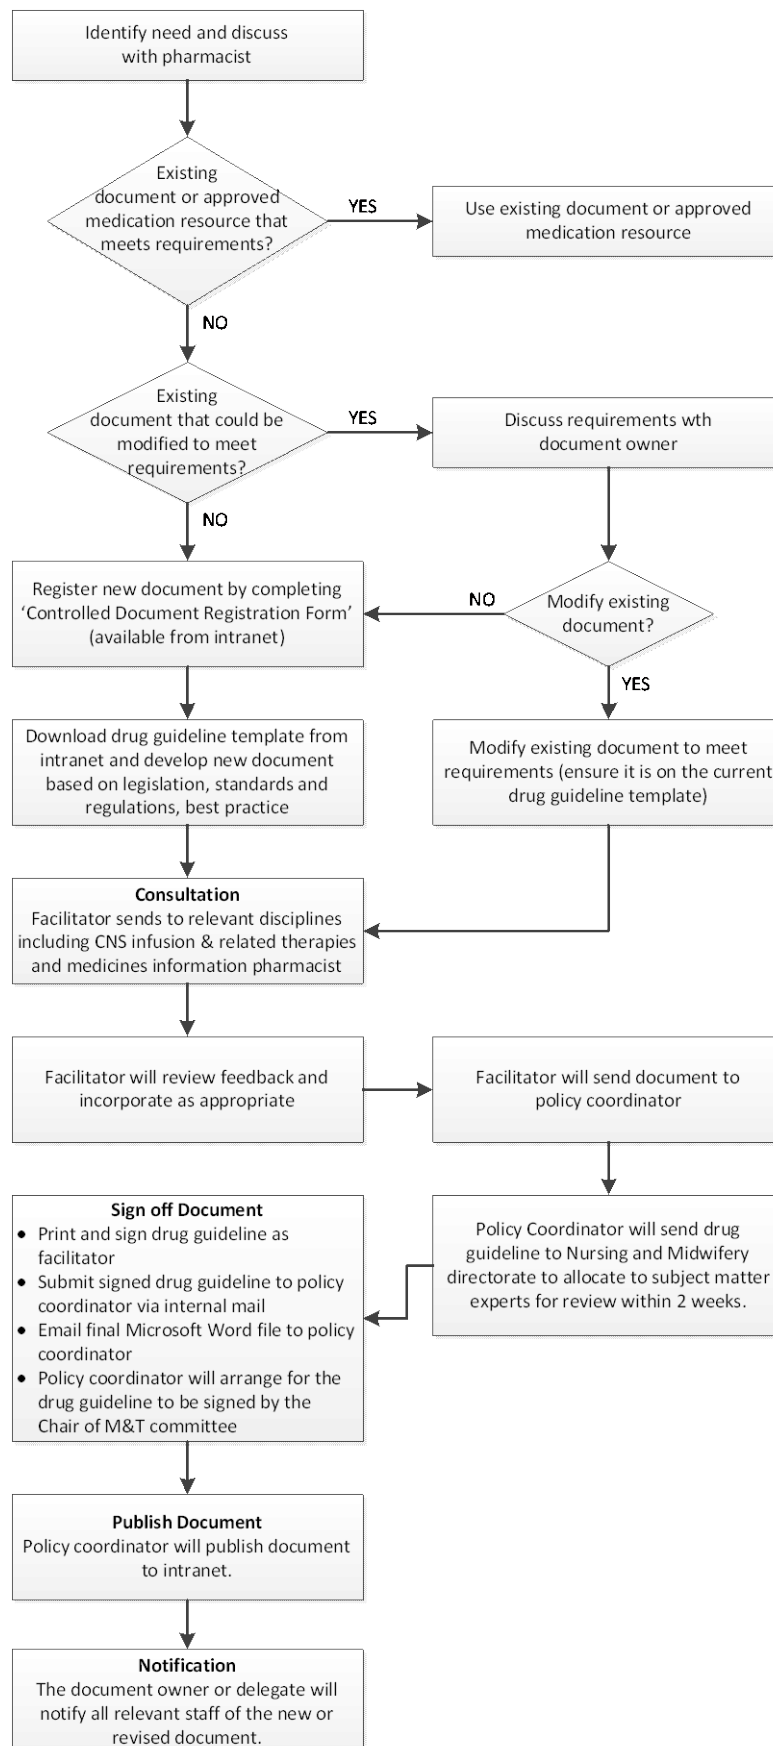 Identify need and discuss
with pharmacist
Existing
document or approved
medication resource that
meets requirements?
YES
Use existing document or approved
medication resource
NO
Existing
document that could be
modified to meet
requirements?
YES
Discuss requirements wth
document owner
NO
Register new document by completing
‘Controlled Document Registration Form’
(available from intranet)
NO
Modify existing
document?
YES
Download drug guideline template from
intranet and develop new document
based on legislation, standards and
regulations, best practice
Modify existing document to meet
requirements (ensure it is on the current
drug guideline template)
Consultation
Facilitator sends to relevant disciplines
including CNS infusion & related therapies
and medicines information pharmacist
Facilitator will review feedback and
incorporate as appropriate
Facilitator will send document to
policy coordinator
Policy Coordinator will send drug
guideline to Nursing and Midwifery
directorate to allocate to subject matter
experts for review within 2 weeks.
Sign off Document
• Print and sign drug guideline as
facilitator
• Submit signed drug guideline to policy
coordinator via internal mail
• Email final Microsoft Word file to policy
coordinator
• Policy coordinator will arrange for the
drug guideline to be signed by the
Chair of M&T committee
Publish Document
Policy coordinator will publish document
to intranet.
Notification
The document owner or delegate will
notify all relevant staff of the new or
revised document.